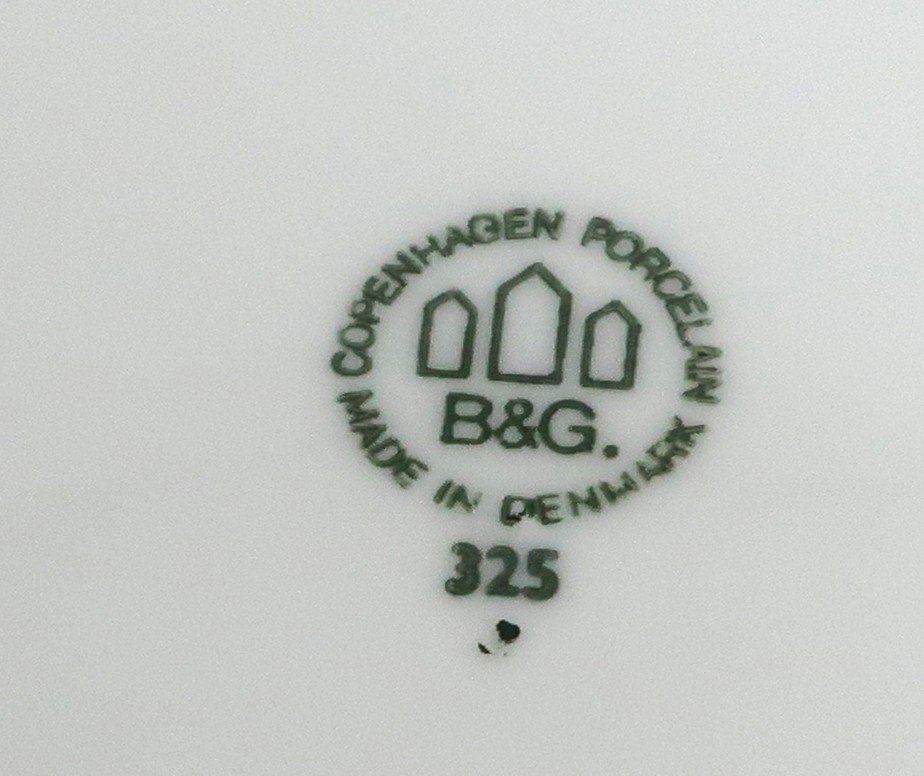 COPENHAGEN PORCELAIN
B&G.
MADE IN DENMARK
325